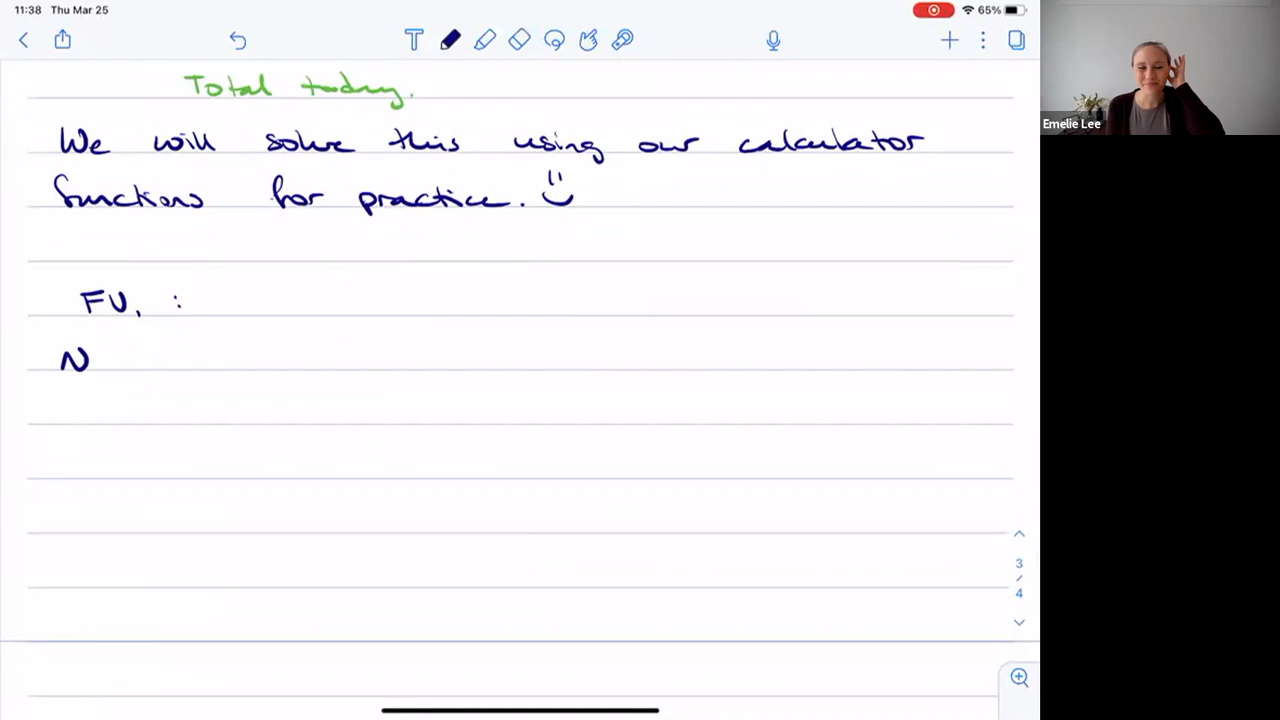 11:38 Thu Mar 25
65%
T
Total today.
We will solve this using our calculator
functions for practice.
FV, :
N
3
/
4
Emelie Lee